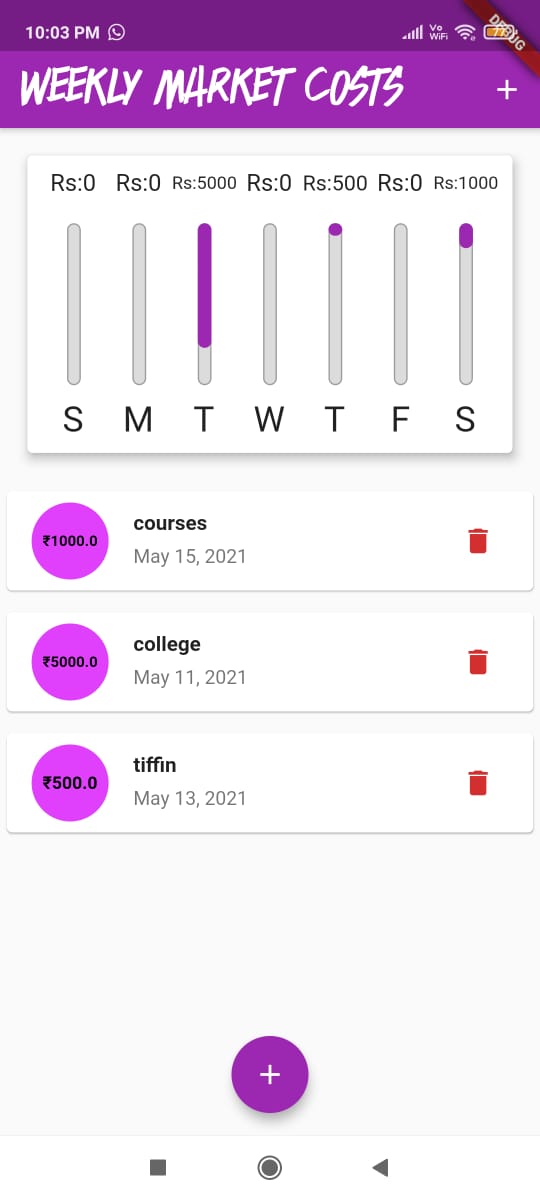 10:03 PM
Vo
WiFi
77
DEBUG
WEEKLY MARKET COSTS
+
Rs:0 Rs:0 Rs:5000 Rs:0 Rs:500 Rs:0 Rs:1000
S M T W T F S
₹1000.0
courses
May 15, 2021
₹5000.0
college
May 11, 2021
₹500.0
tiffin
May 13, 2021
+